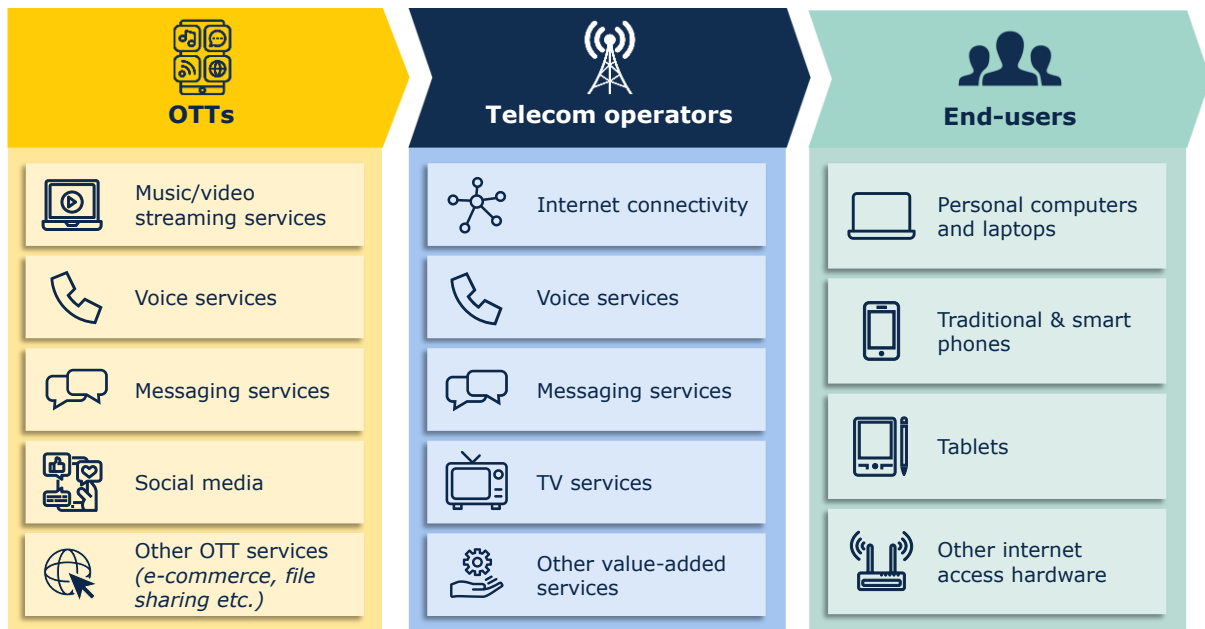 OTTs
Music/video
streaming services
Voice services
Messaging services
Social media
Other OTT services
(e-commerce, file
sharing etc.)
Telecom operators
Internet connectivity
Voice services
Messaging services
TV services
Other value-added
services
End-users
Personal computers
and laptops
Traditional & smart
phones
Tablets
Other internet
access hardware